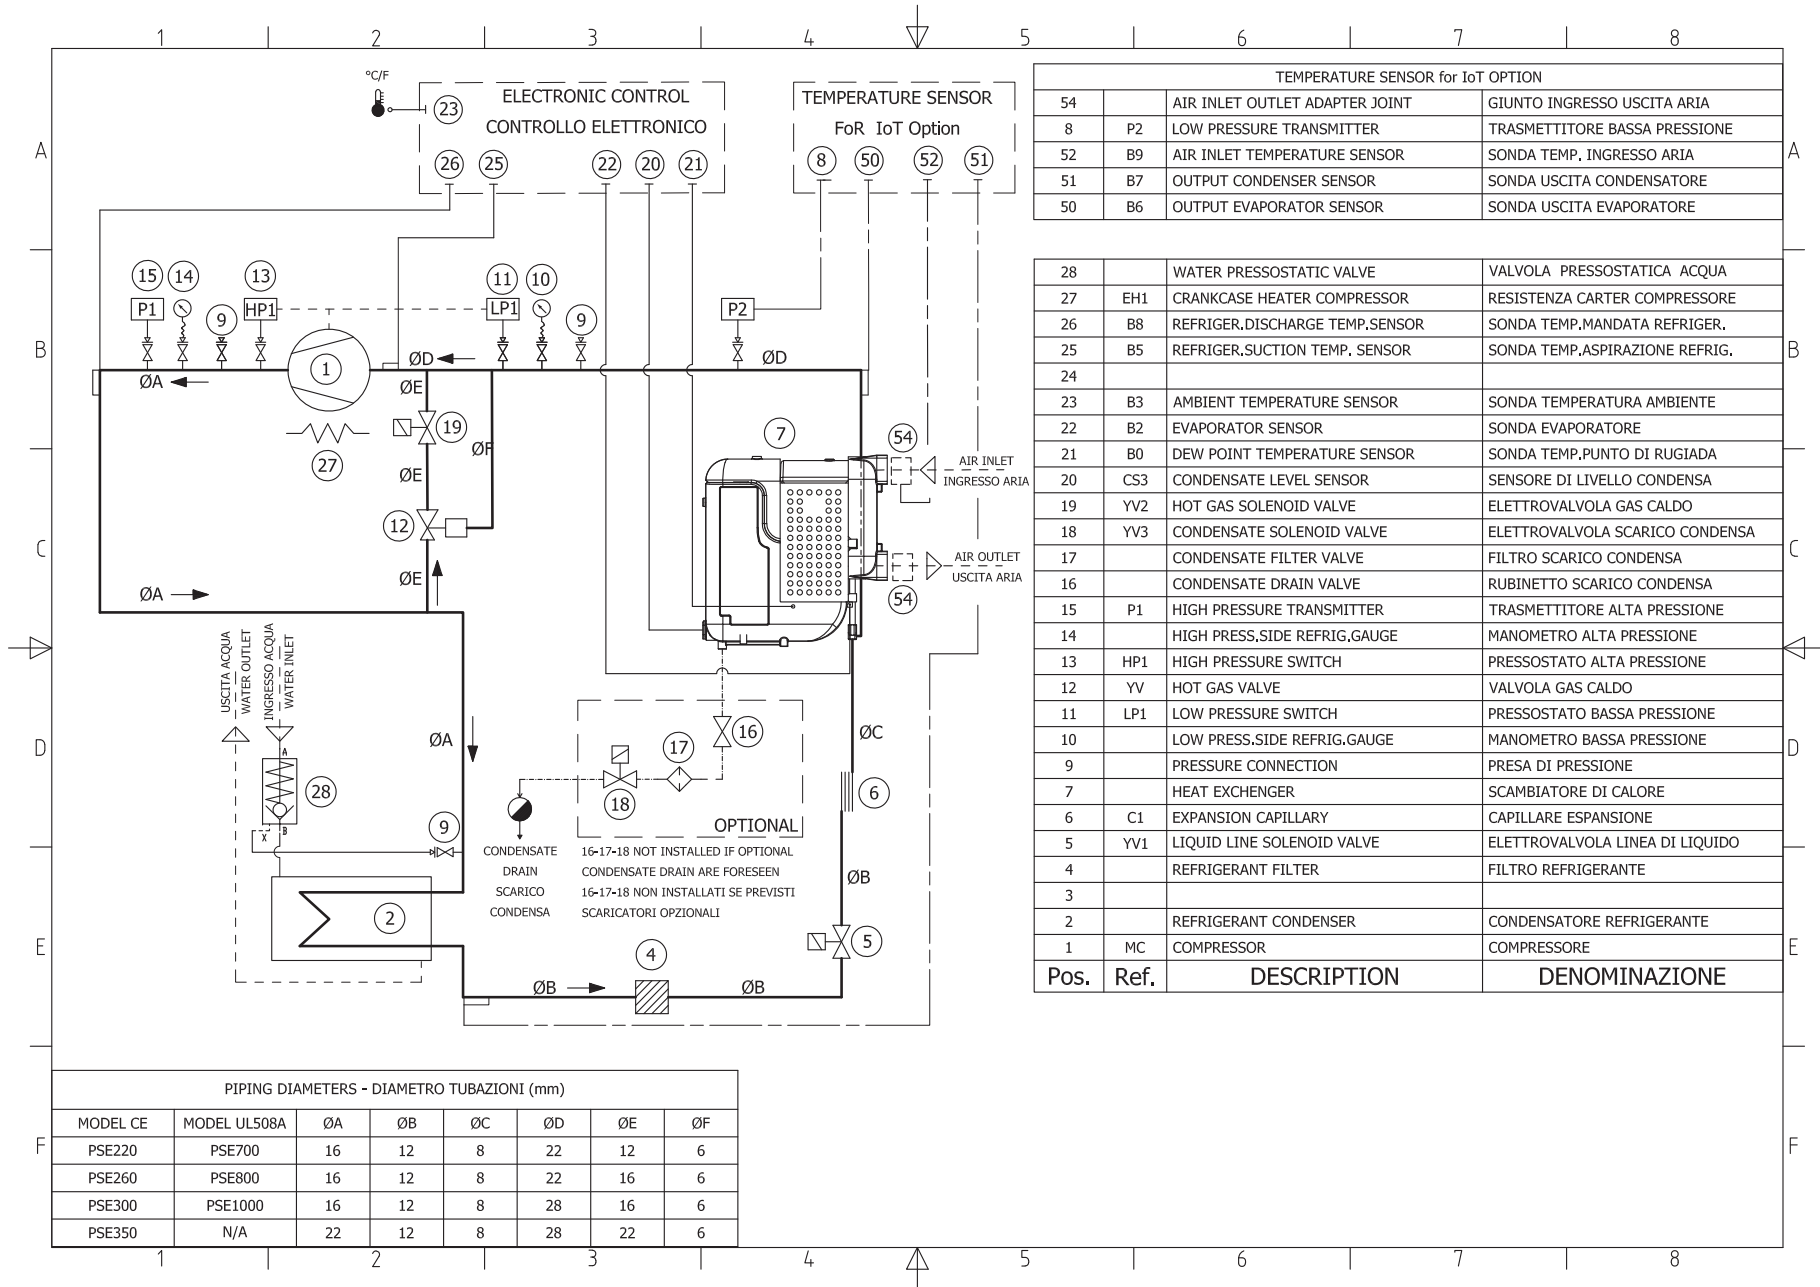 1 2 3 4 5 6 7 8
A
B
C
D
E
F
A
B
C
D
E
F
1 2 3 4 5 6 7 8
°C/F
23
ELECTRONIC CONTROL
CONTROLLO ELETTRONICO
26 25 22 20 21
TEMPERATURE SENSOR
FoR IoT Option
8 50 52 51
15 14 13 11 10
P1 9 HP1 LP1 9 P2
1
ØD
ØD
ØA
ØE
19
ØF
27
ØE
12
ØE
ØA
7
54
AIR INLET
INGRESSO ARIA
AIR OUTLET
USCITA ARIA
54
USCITA ACQUA
WATER OUTLET
INGRESSO ACQUA
WATER INLET
A
28
X B
9
2
ØA
16
17
18
OPTIONAL
CONDENSATE
DRAIN
SCARICO
CONDENSA
16-17-18 NOT INSTALLED IF OPTIONAL
CONDENSATE DRAIN ARE FORESEEN
16-17-18 NON INSTALLATI SE PREVISTI
SCARICATORI OPZIONALI
ØC
6
ØB
5
4
ØB
ØB
TEMPERATURE SENSOR for IoT OPTION
54 AIR INLET OUTLET ADAPTER JOINT GIUNTO INGRESSO USCITA ARIA
8 P2 LOW PRESSURE TRANSMITTER TRASMETTITORE BASSA PRESSIONE
52 B9 AIR INLET TEMPERATURE SENSOR SONDA TEMP. INGRESSO ARIA
51 B7 OUTPUT CONDENSER SENSOR SONDA USCITA CONDENSATORE
50 B6 OUTPUT EVAPORATOR SENSOR SONDA USCITA EVAPORATORE
28 WATER PRESSOSTATIC VALVE VALVOLA PRESSOSTATICA ACQUA
27 EH1 CRANKCASE HEATER COMPRESSOR RESISTENZA CARTER COMPRESSORE
26 B8 REFRIGER.DISCHARGE TEMP.SENSOR SONDA TEMP.MANDATA REFRIGER.
25 B5 REFRIGER.SUCTION TEMP. SENSOR SONDA TEMP.ASPIRAZIONE REFRIG.
24
23 B3 AMBIENT TEMPERATURE SENSOR SONDA TEMPERATURA AMBIENTE
22 B2 EVAPORATOR SENSOR SONDA EVAPORATORE
21 B0 DEW POINT TEMPERATURE SENSOR SONDA TEMP.PUNTO DI RUGIADA
20 CS3 CONDENSATE LEVEL SENSOR SENSORE DI LIVELLO CONDENSA
19 YV2 HOT GAS SOLENOID VALVE ELETTROVALVOLA GAS CALDO
18 YV3 CONDENSATE SOLENOID VALVE ELETTROVALVOLA SCARICO CONDENSA
17 CONDENSATE FILTER VALVE FILTRO SCARICO CONDENSA
16 CONDENSATE DRAIN VALVE RUBINETTO SCARICO CONDENSA
15 P1 HIGH PRESSURE TRANSMITTER TRASMETTITORE ALTA PRESSIONE
14 HIGH PRESS.SIDE REFRIG.GAUGE MANOMETRO ALTA PRESSIONE
13 HP1 HIGH PRESSURE SWITCH PRESSOSTATO ALTA PRESSIONE
12 YV HOT GAS VALVE VALVOLA GAS CALDO
11 LP1 LOW PRESSURE SWITCH PRESSOSTATO BASSA PRESSIONE
10 LOW PRESS.SIDE REFRIG.GAUGE MANOMETRO BASSA PRESSIONE
9 PRESSURE CONNECTION PRESA DI PRESSIONE
7 HEAT EXCHENGER SCAMBIATORE DI CALORE
6 C1 EXPANSION CAPILLARY CAPILLARE ESPANSIONE
5 YV1 LIQUID LINE SOLENOID VALVE ELETTROVALVOLA LINEA DI LIQUIDO
4 REFRIGERANT FILTER FILTRO REFRIGERANTE
3
2 REFRIGERANT CONDENSER CONDENSATORE REFRIGERANTE
1 MC COMPRESSOR COMPRESSORE
Pos. Ref. DESCRIPTION DENOMINAZIONE
PIPING DIAMETERS - DIAMETRO TUBAZIONI (mm)
MODEL CE MODEL UL508A ØA ØB ØC ØD ØE ØF
PSE220 PSE700 16 12 8 22 12 6
PSE260 PSE800 16 12 8 22 16 6
PSE300 PSE1000 16 12 8 28 16 6
PSE350 N/A 22 12 8 28 22 6